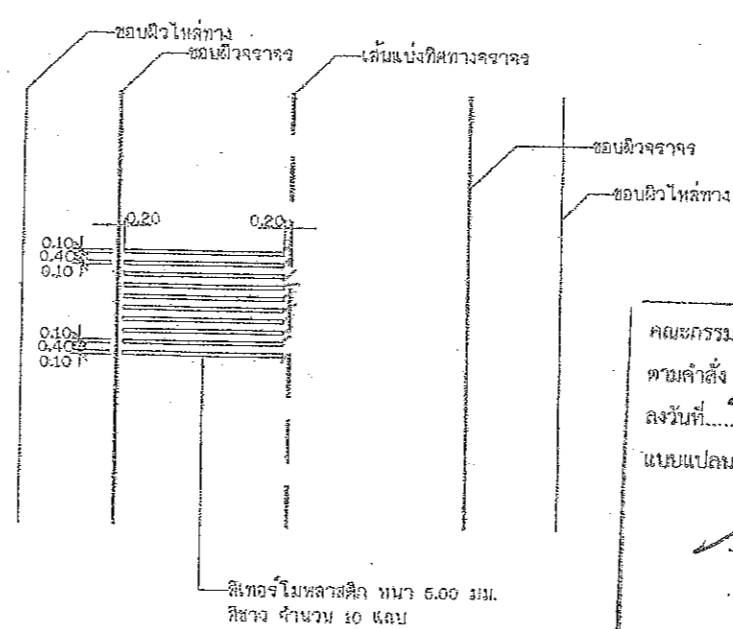 ขอบผิวไหล่ทาง
ขอบผิวจราจร
เส้นแบ่งทิศทางจราจร
ขอบผิวจราจร
ขอบผิวไหล่ทาง
0.20
0.20
0.10
0.40
0.10
0.10
0.40
0.10
คณะกรรม
ตามคำสั่ง
ลงวันที่.....
แบบแปลน
สีเทอร์โมพลาสติก หนา 5.00 มม.
สีขาว จำนวน 10 แถบ